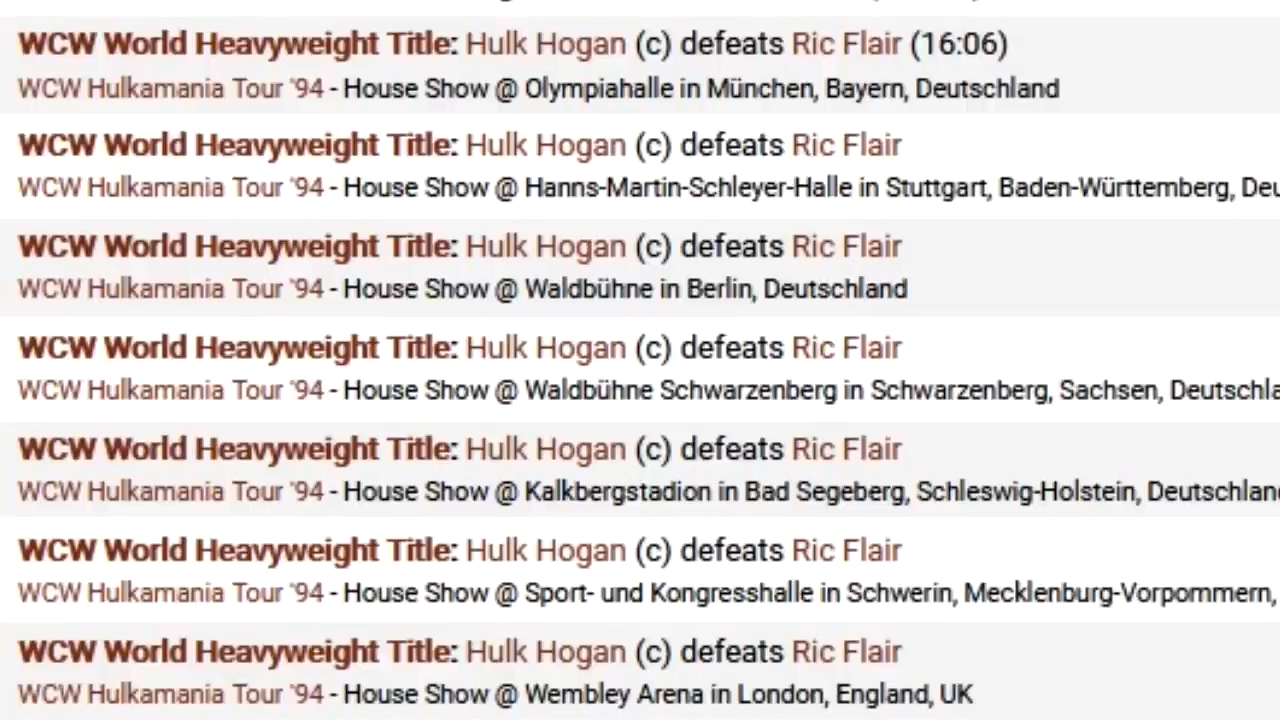 WCW World Heavyweight Title: Hulk Hogan (c) defeats Ric Flair (16:06)
WCW Hulkamania Tour '94 - House Show @ Olympiahalle in München, Bayern, Deutschland
WCW World Heavyweight Title: Hulk Hogan (c) defeats Ric Flair
WCW Hulkamania Tour '94 - House Show @ Hanns-Martin-Schleyer-Halle in Stuttgart, Baden-Württemberg, Deu
WCW World Heavyweight Title: Hulk Hogan (c) defeats Ric Flair
WCW Hulkamania Tour '94 - House Show @ Waldbühne in Berlin, Deutschland
WCW World Heavyweight Title: Hulk Hogan (c) defeats Ric Flair
WCW Hulkamania Tour '94 - House Show @ Waldbühne Schwarzenberg in Schwarzenberg, Sachsen, Deutschla
WCW World Heavyweight Title: Hulk Hogan (c) defeats Ric Flair
WCW Hulkamania Tour '94 - House Show @ Kalkbergstadion in Bad Segeberg, Schleswig-Holstein, Deutschlan
WCW World Heavyweight Title: Hulk Hogan (c) defeats Ric Flair
WCW Hulkamania Tour '94 - House Show @ Sport- und Kongresshalle in Schwerin, Mecklenburg-Vorpommern,
WCW World Heavyweight Title: Hulk Hogan (c) defeats Ric Flair
WCW Hulkamania Tour '94 - House Show @ Wembley Arena in London, England, UK